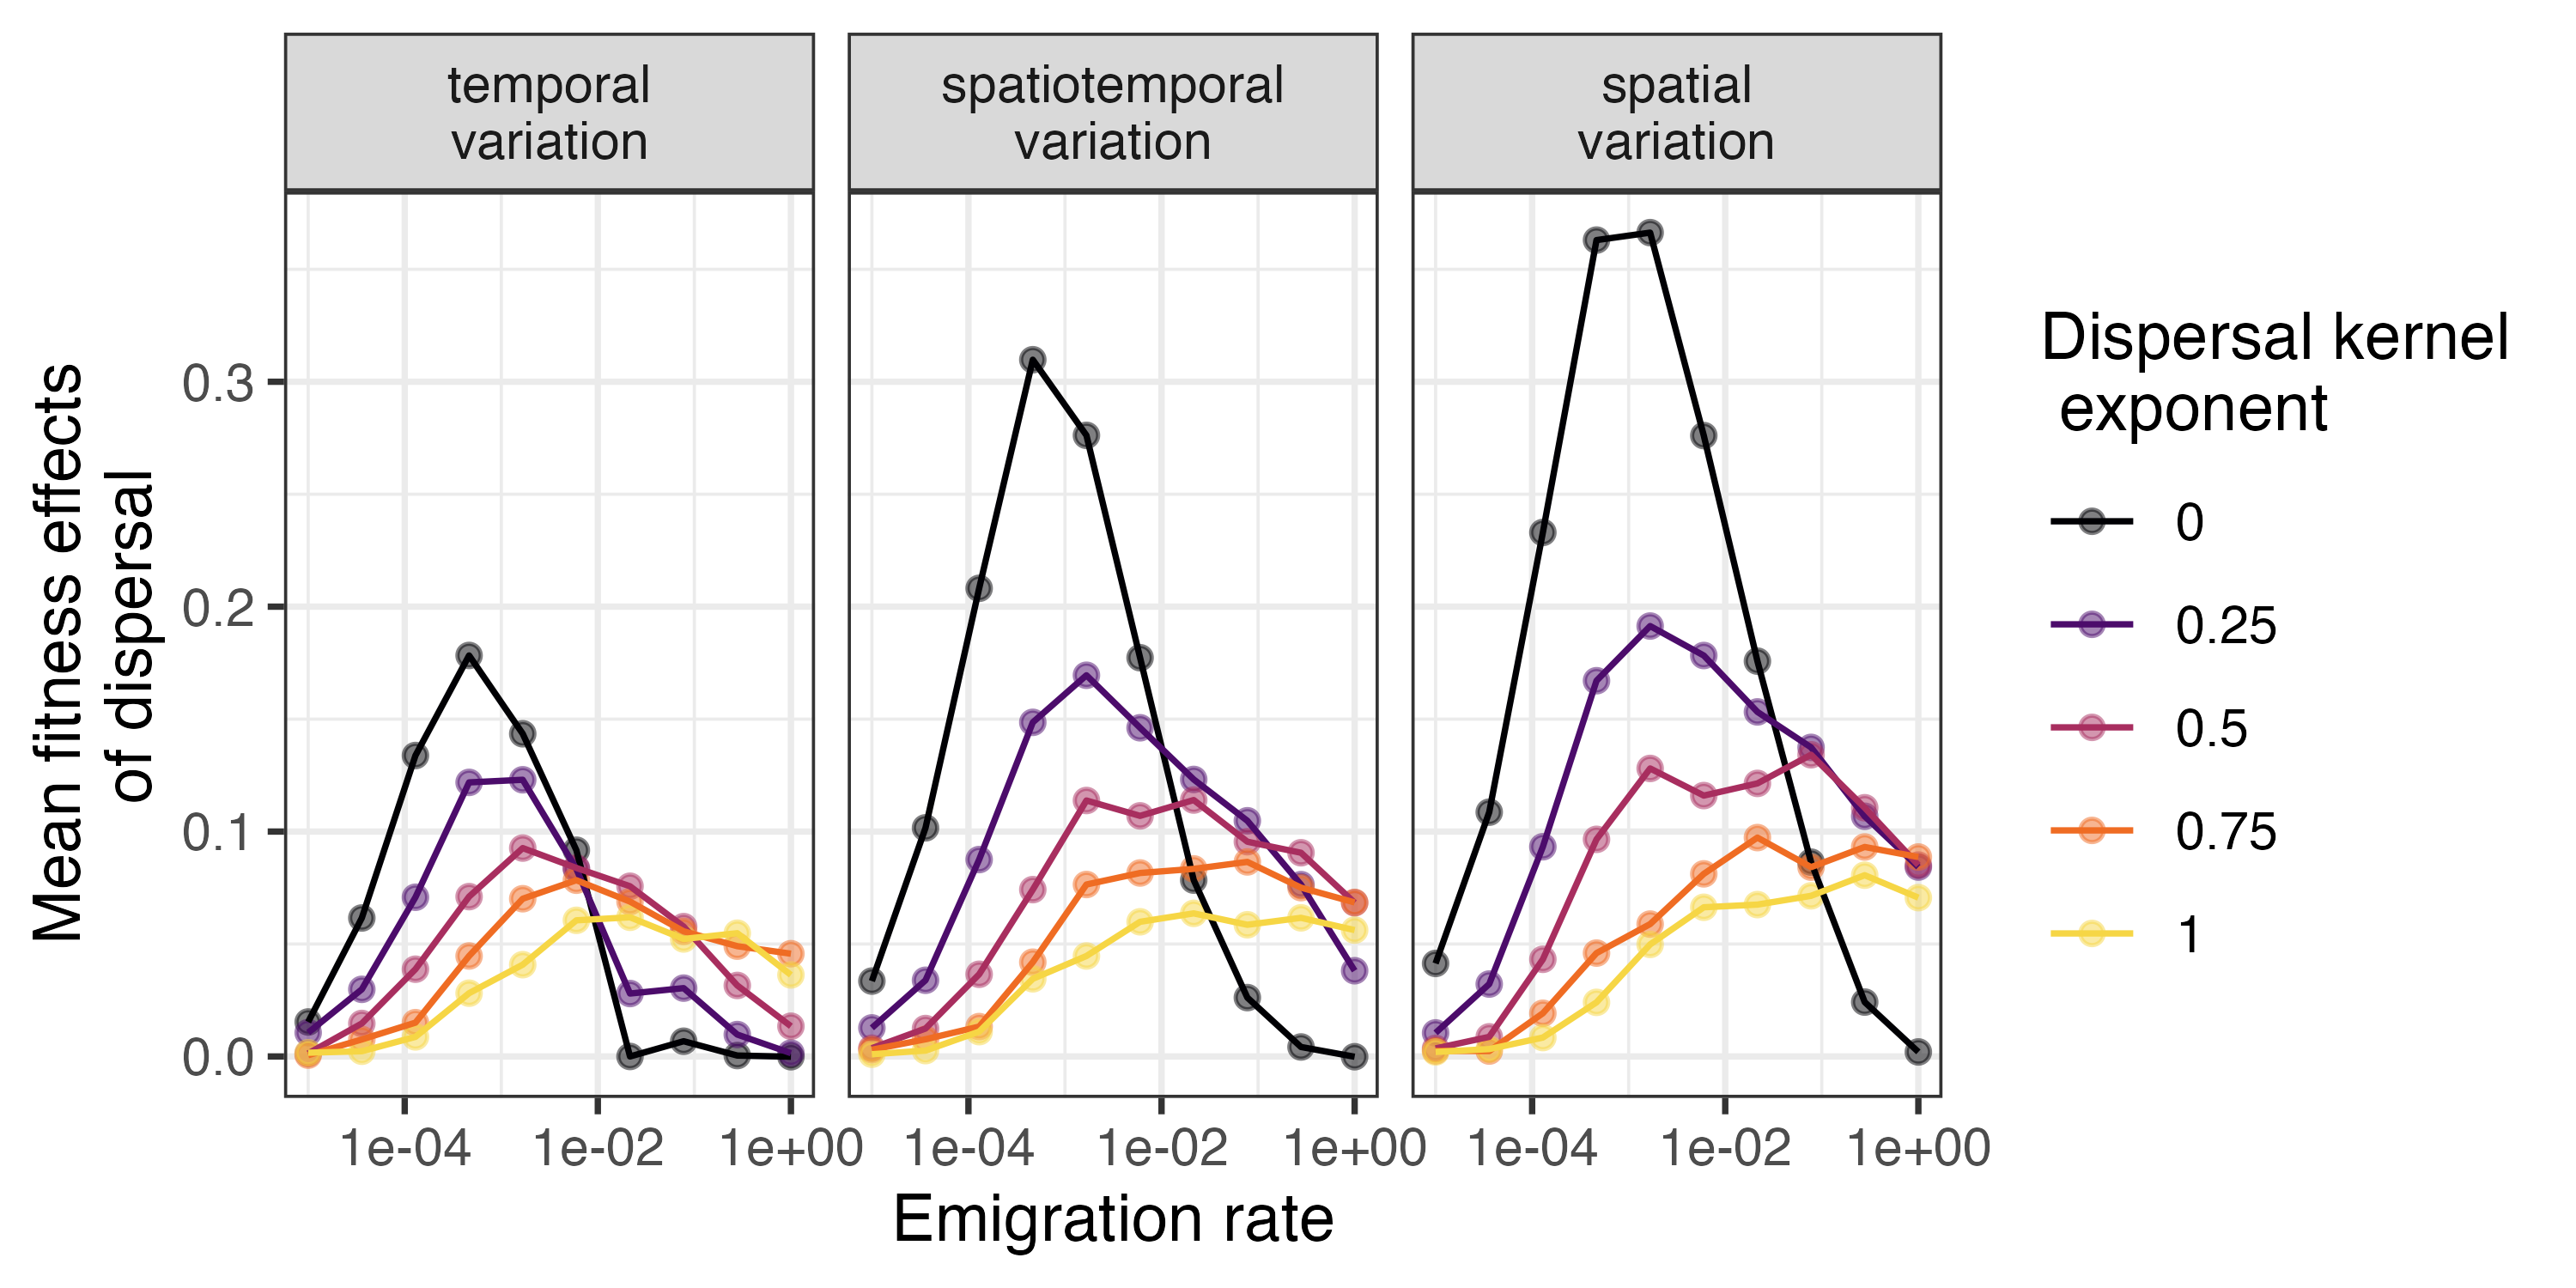 temporal
variation
spatiotemporal
variation
spatial
variation
Mean fitness effects
of dispersal
0.3
0.2
0.1
0.0
1e-04 1e-02 1e+00
1e-04 1e-02 1e+00
1e-04 1e-02 1e+00
Emigration rate
Dispersal kernel
exponent
0
0.25
0.5
0.75
1